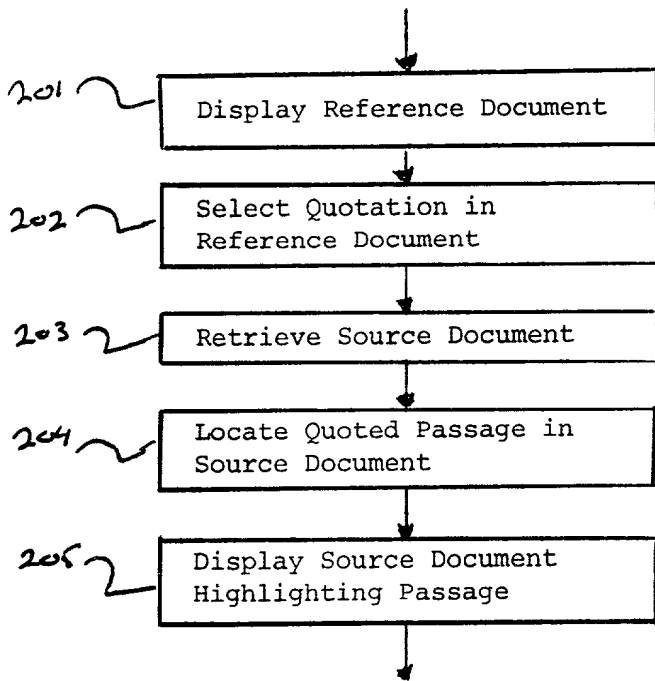 201
Display Reference Document
202
Select Quotation in
Reference Document
203
Retrieve Source Document
204
Locate Quoted Passage in
Source Document
205
Display Source Document
Highlighting Passage